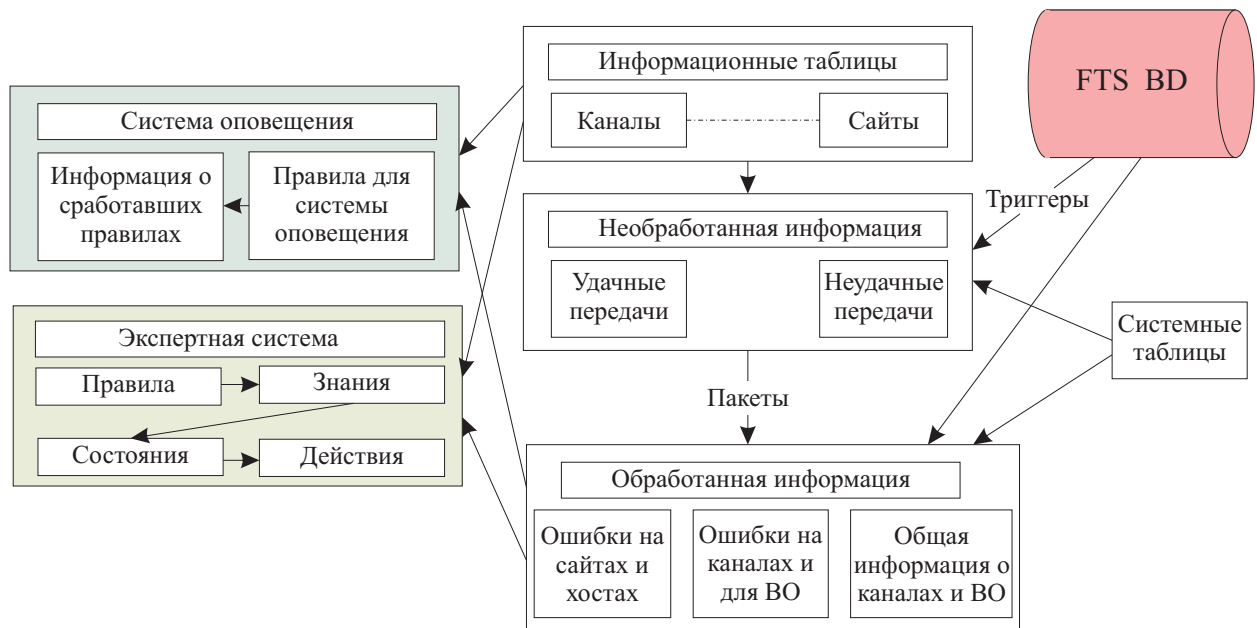 Информационные таблицы
Каналы
Сайты
FTS BD
Система оповещения
Информация о
сработавших
правилах
Правила для
системы
оповещения
Триггеры
Необработанная информация
Удачные
передачи
Неудачные
передачи
Системные
таблицы
Экспертная система
Правила
Знания
Состояния
Действия
Пакеты
Обработанная информация
Ошибки на
сайтах и
хостах
Ошибки на
каналах и
для ВО
Общая
информация о
каналах и ВО